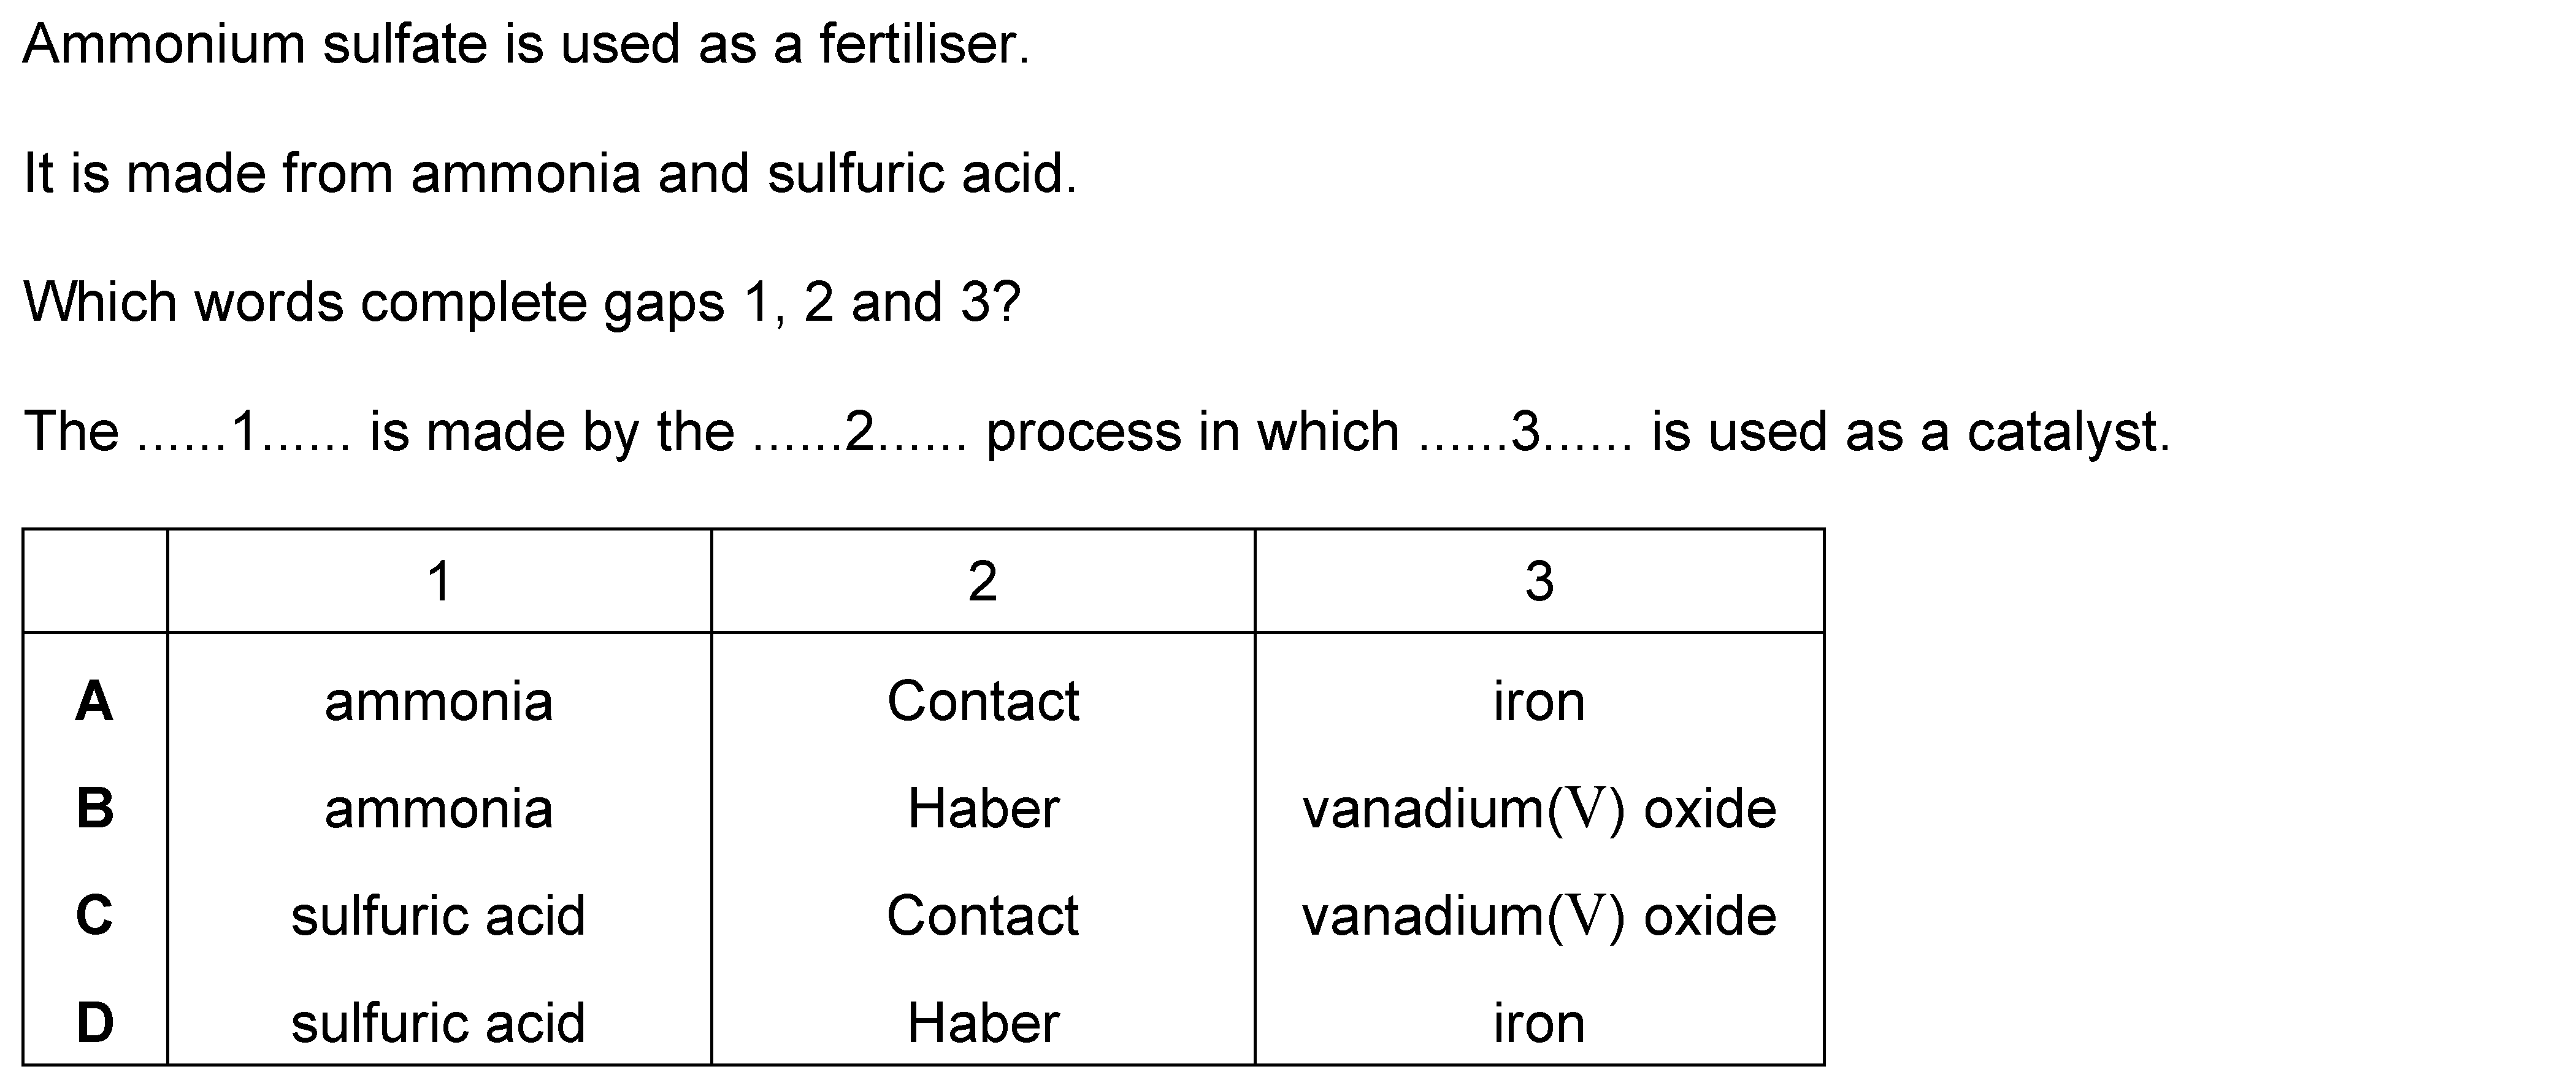 Ammonium sulfate is used as a fertiliser.
It is made from ammonia and sulfuric acid.
Which words complete gaps 1, 2 and 3?
The ......1...... is made by the ......2...... process in which ......3...... is used as a catalyst.
1 2 3
A ammonia Contact iron
B ammonia Haber vanadium(V) oxide
C sulfuric acid Contact vanadium(V) oxide
D sulfuric acid Haber iron